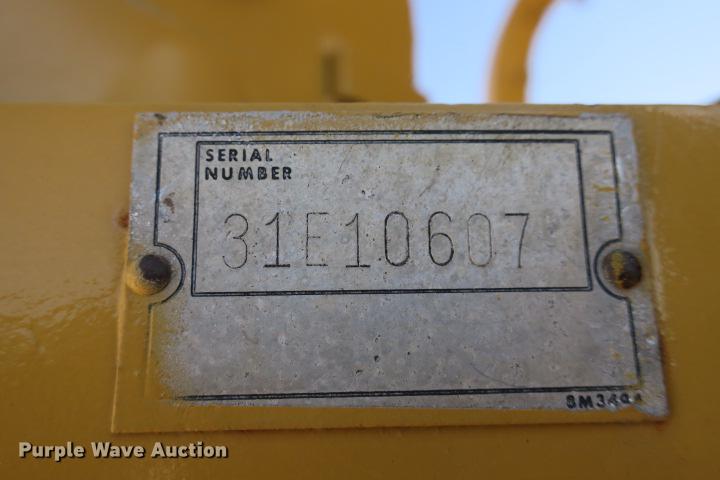 SERIAL
NUMBER
31E10607
Purple Wave Auction